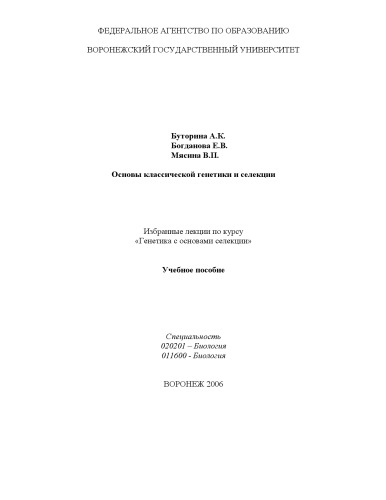 ФЕДЕРАЛЬНОЕ АГЕНТСТВО ПО ОБРАЗОВАНИЮ
ВОРОНЕЖСКИЙ ГОСУДАРСТВЕННЫЙ УНИВЕРСИТЕТ
Буторина А.К.
Богданова Е.В.
Мясина В.П.
Основы классической генетики и селекции
Избранные лекции по курсу
«Генетика с основами селекции»
Учебное пособие
Специальность
020201 – Биология
011600 - Биология
ВОРОНЕЖ 2006